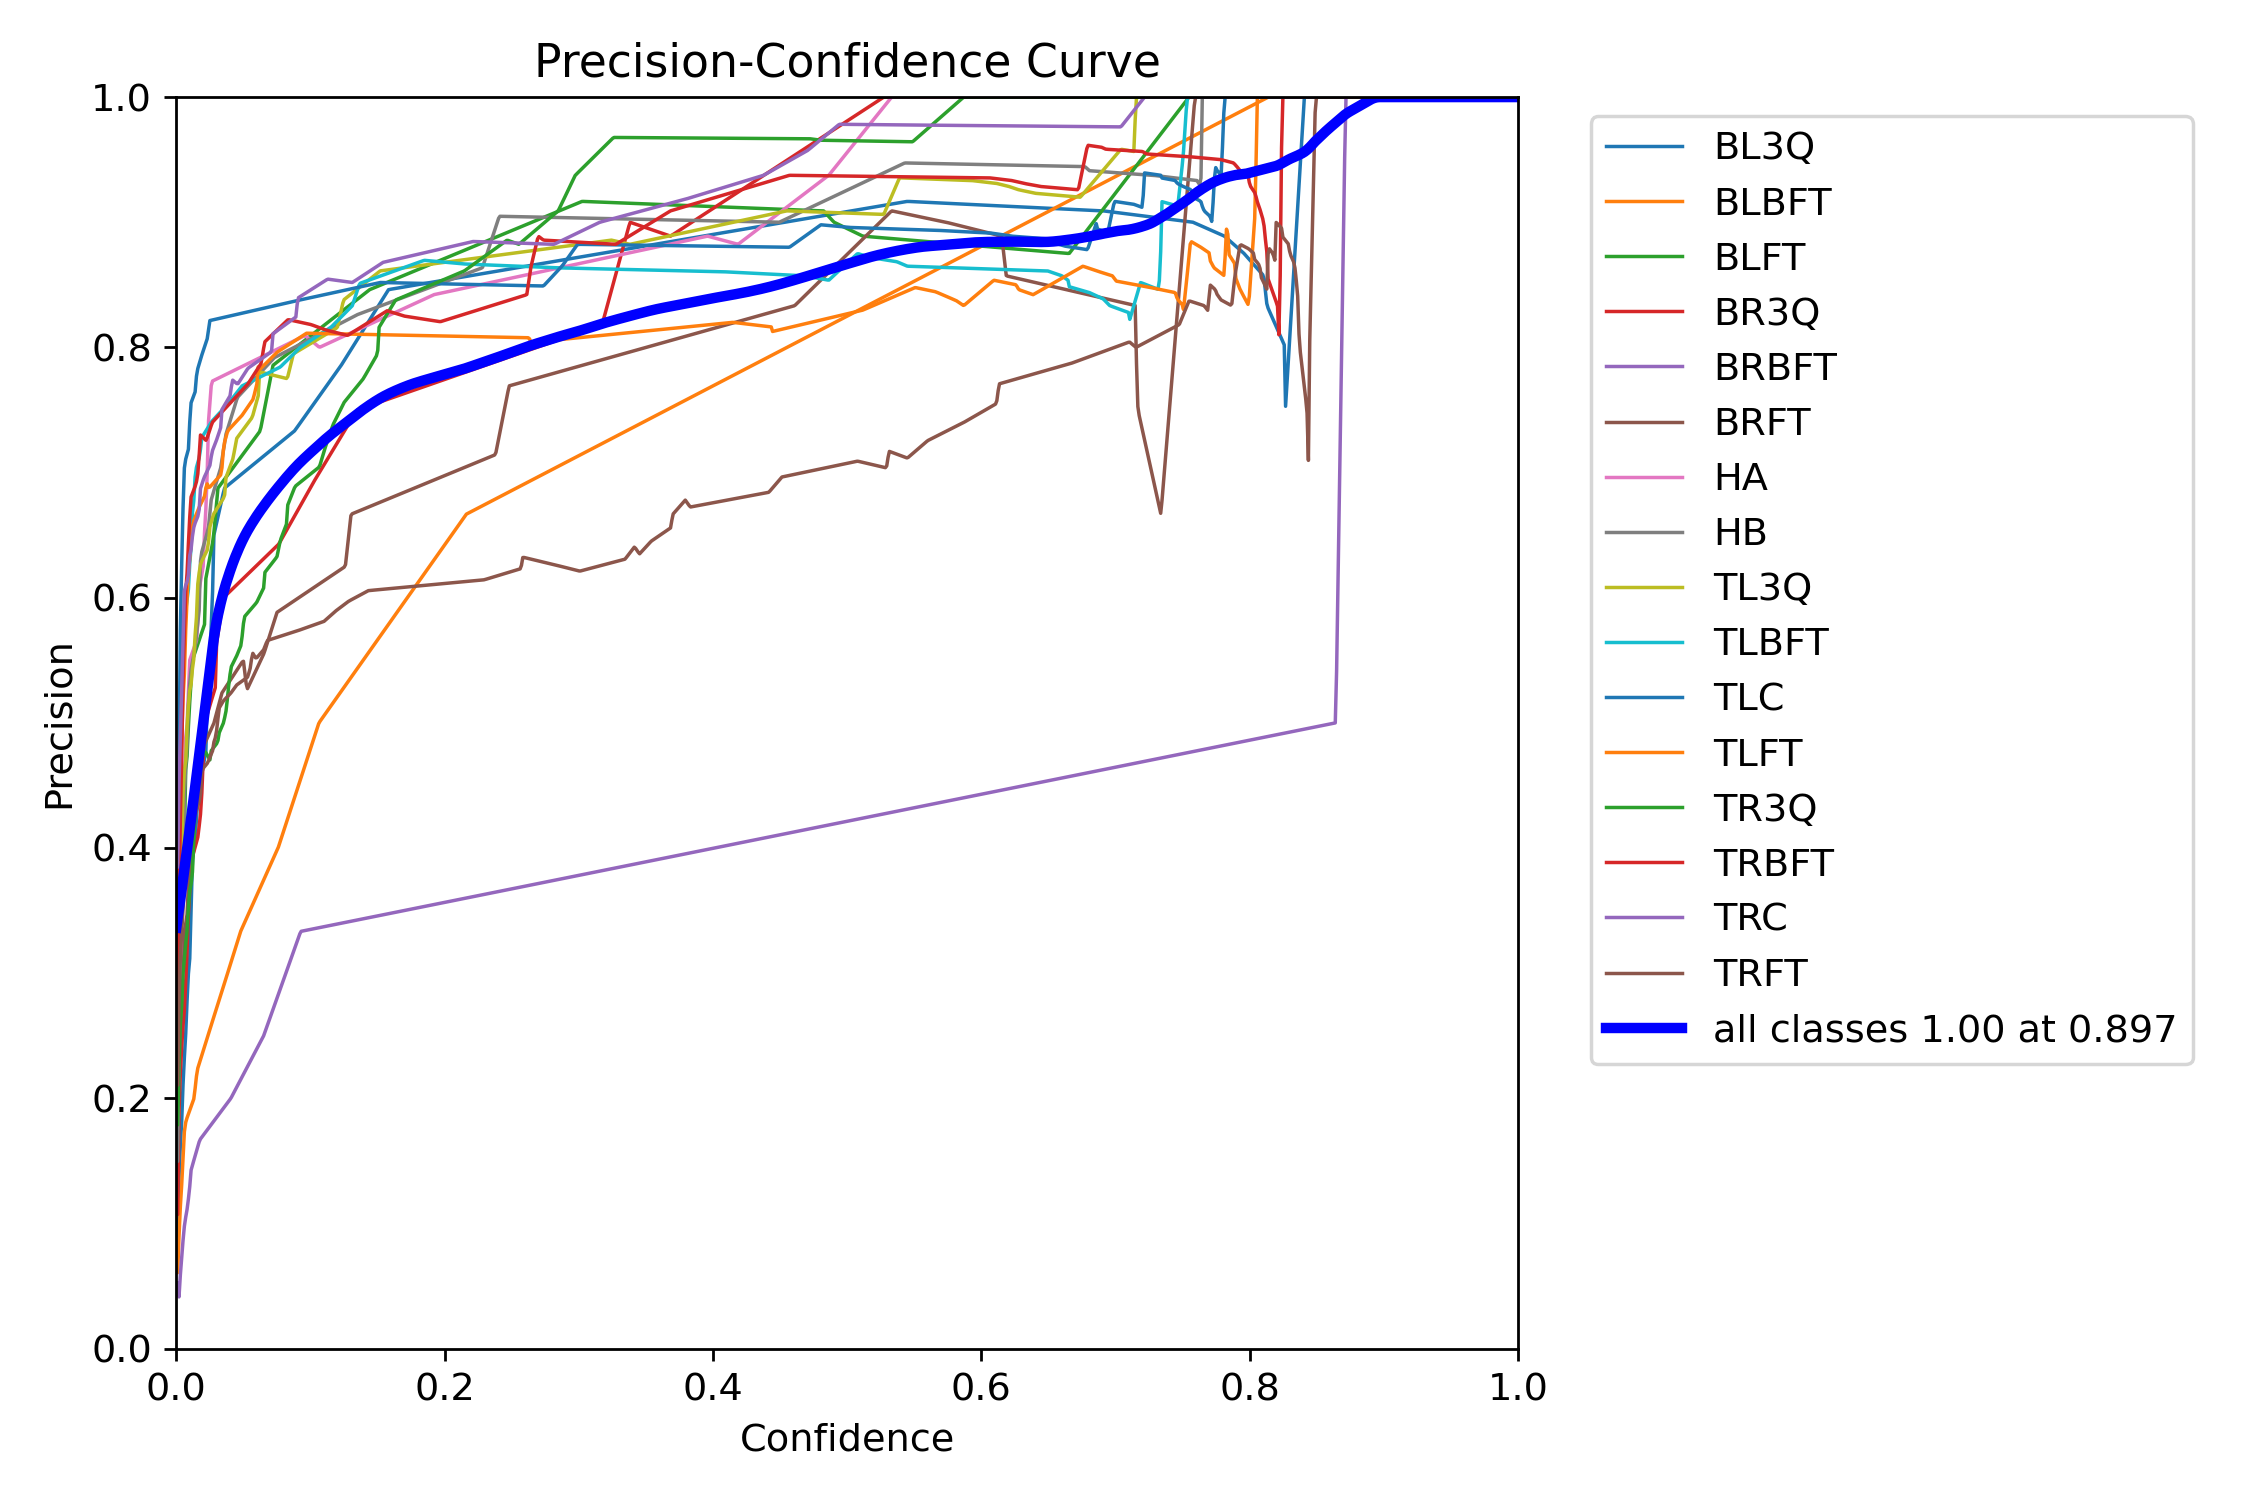 Precision-Confidence Curve
1.0
0.8
0.6
0.4
0.2
0.0
Precision
0.0 0.2 0.4 0.6 0.8 1.0
Confidence
BL3Q
BLBFT
BLFT
BR3Q
BRBFT
BRFT
HA
HB
TL3Q
TLBFT
TLC
TLFT
TR3Q
TRBFT
TRC
TRFT
all classes 1.00 at 0.897